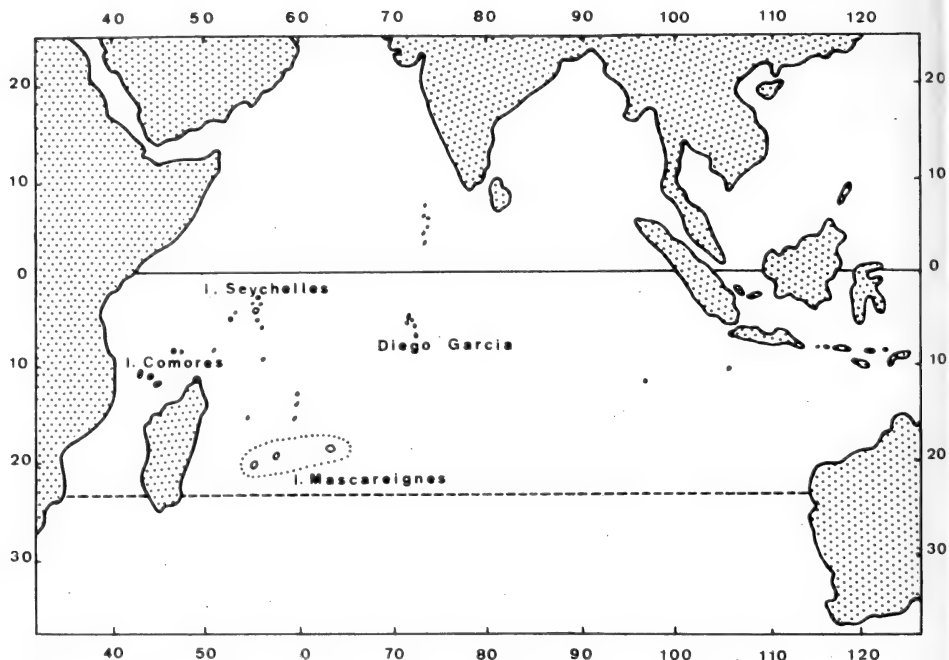 40 50 60 70 80 90 100 110 120
20 20
10 10
0 0
I. Seychelles
Diego Garcia
10 I. Comores 10
20 20
I. Mascareignes
30 30
40 50 0 70 80 90 100 110 120